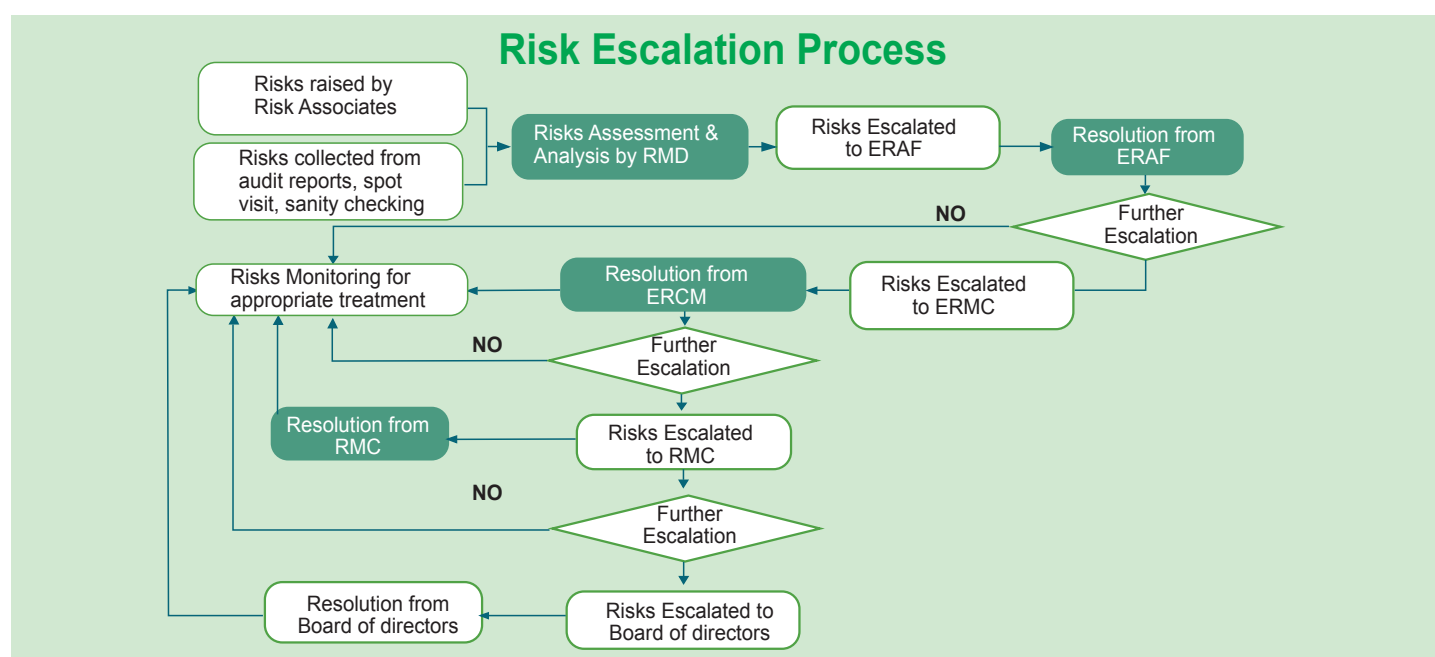 Risk Escalation Process
Risks raised by
Risk Associates
Risks collected from
audit reports, spot
visit, sanity checking
Risks Assessment &
Analysis by RMD
Risks Escalated
to ERAF
Resolution from
ERAF
Further
Escalation
NO
Risks Monitoring for
appropriate treatment
Resolution from
ERCM
Risks Escalated
to ERMC
Further
Escalation
NO
Resolution from
RMC
Risks Escalated
to RMC
NO
Further
Escalation
Resolution from
Board of directors
Risks Escalated to
Board of directors